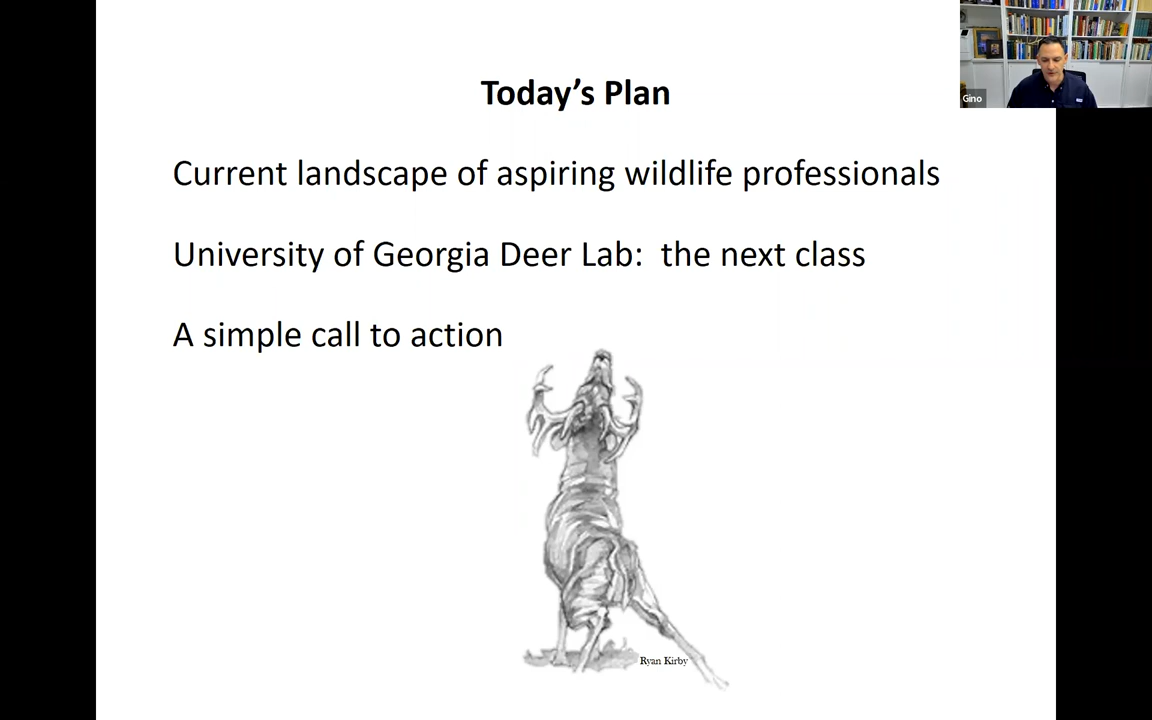 Today's Plan
Gino
Current landscape of aspiring wildlife professionals
University of Georgia Deer Lab:  the next class
A simple call to action
Ryan Kirby